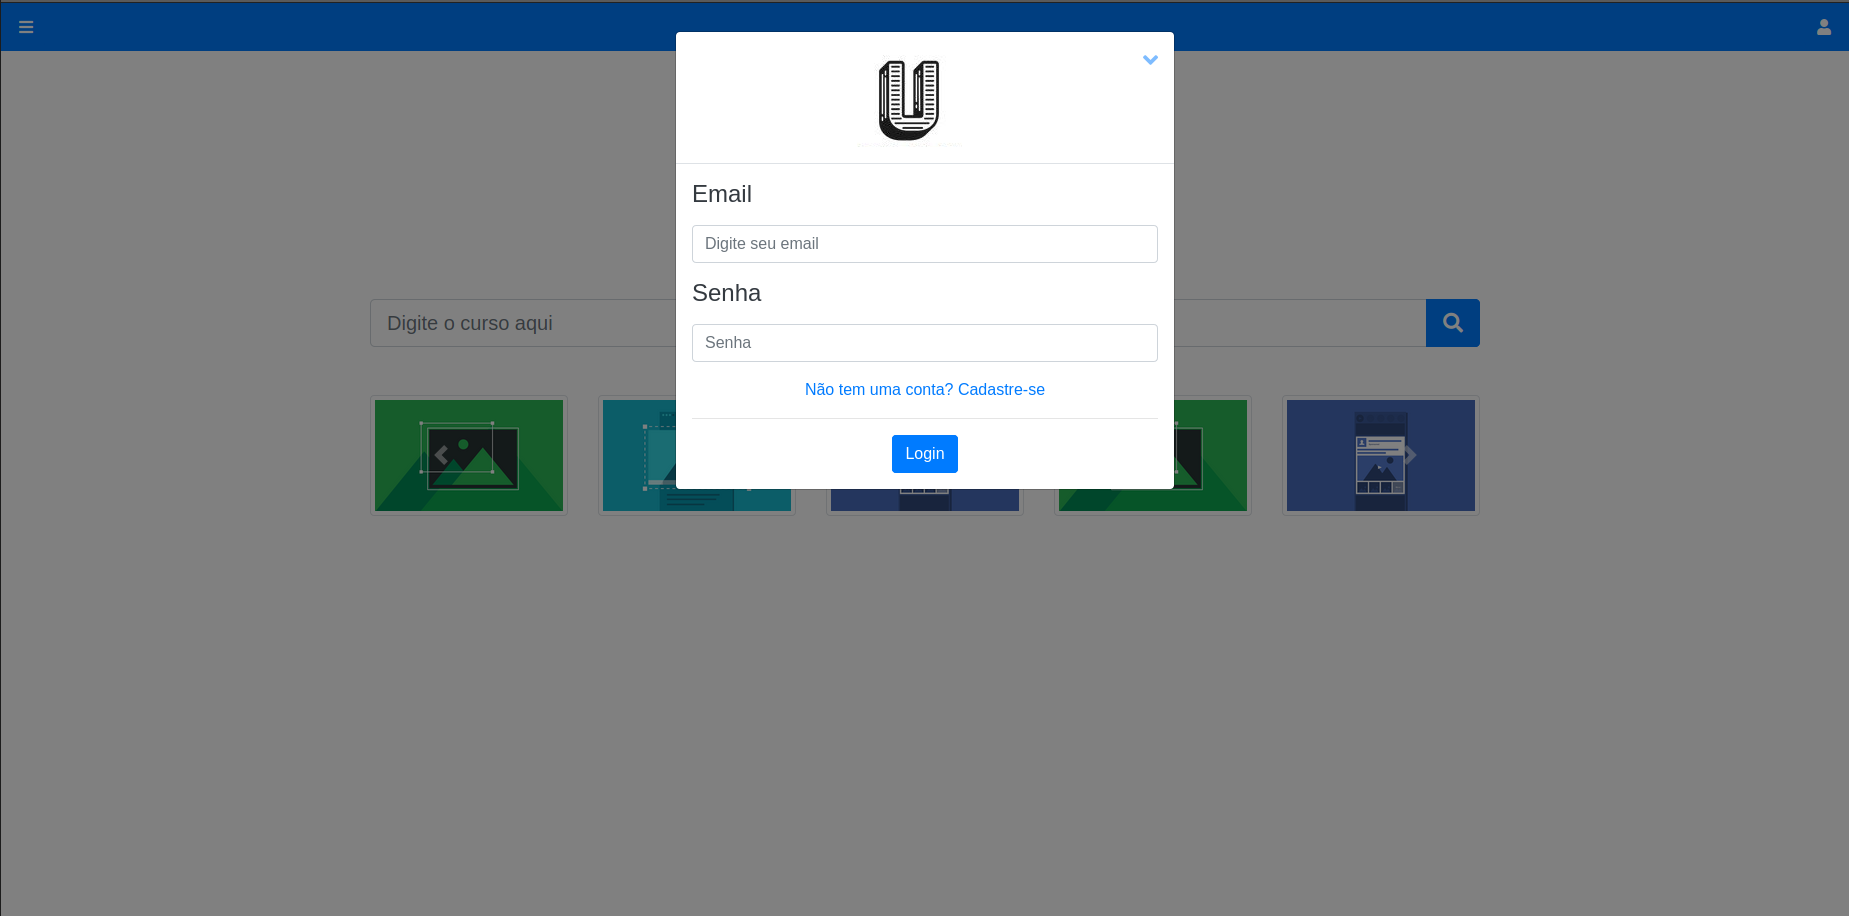 U
Email
Digite seu email
Senha
Digite o curso aqui
Senha
Não tem uma conta? Cadastre-se
Login